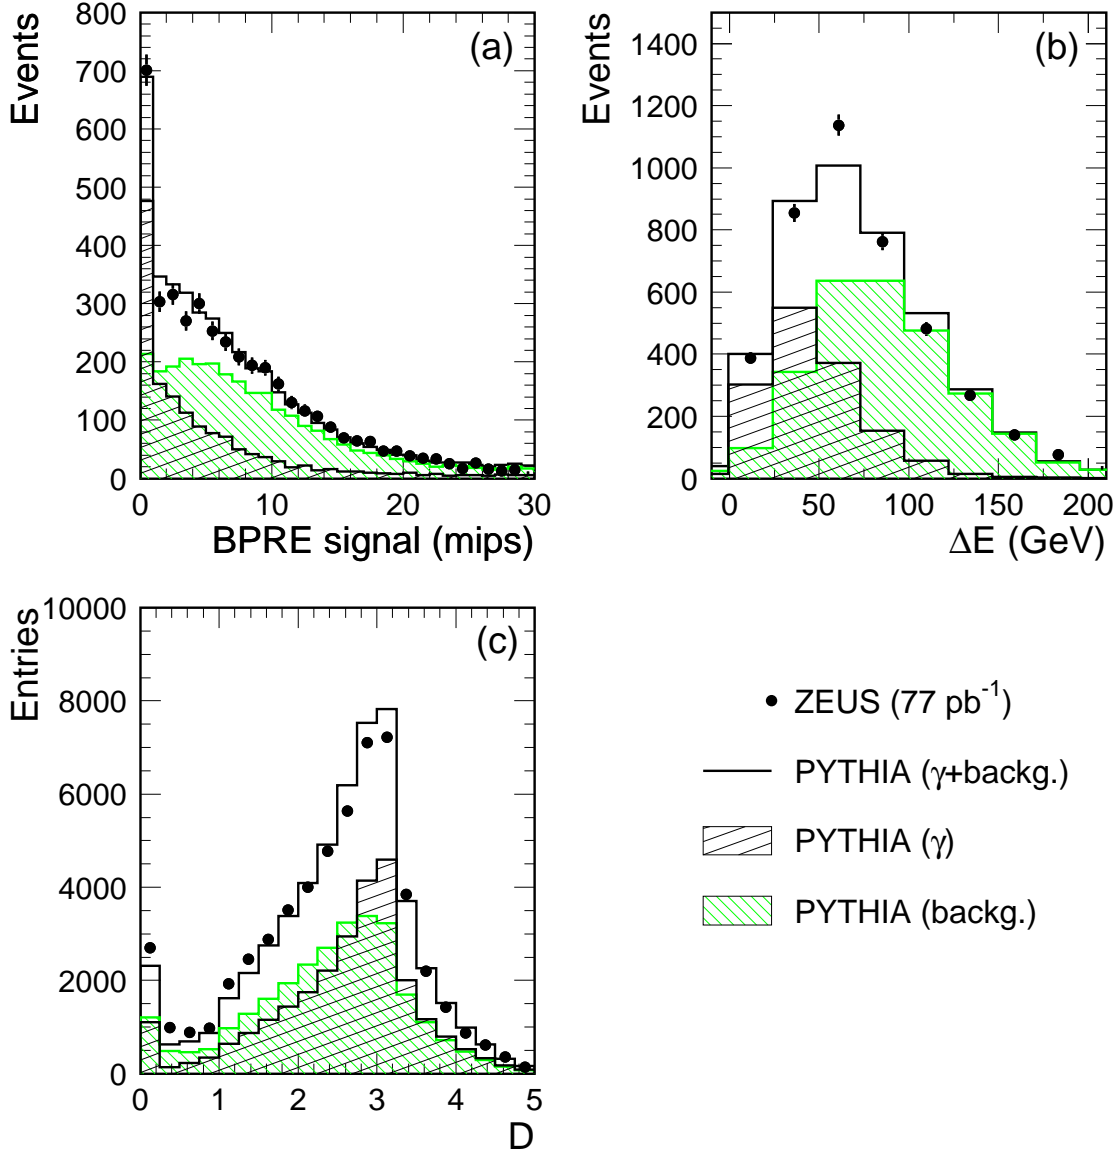 (a)
Events
800
700
600
500
400
300
200
100
0
0 10 20 30
BPRE signal (mips)
(b)
Events
1400
1200
1000
800
600
400
200
0
0 50 100 150 200
ΔE (GeV)
(c)
Entries
10000
8000
6000
4000
2000
0
0 1 2 3 4 5
D
ZEUS (77 pb⁻¹)
PYTHIA (γ+backg.)
PYTHIA (γ)
PYTHIA (backg.)